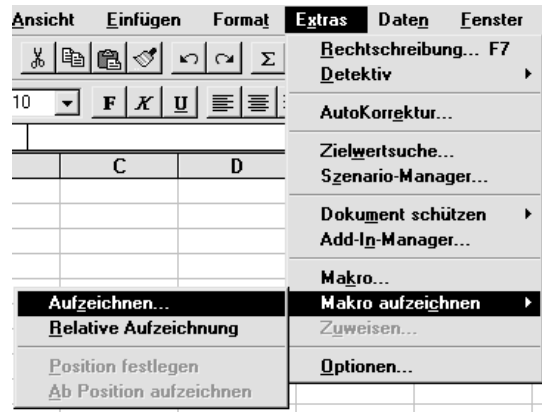 Ansicht Einfügen Format Extras Daten Fenster
Σ
10 F K U
C D
Rechtschreibung... F7
Detektiv
AutoKorrektur...
Zielwertsuche...
Szenario-Manager...
Dokument schützen
Add-In-Manager...
Makro...
Makro aufzeichnen
Zuweisen...
Optionen...
Aufzeichnen...
Relative Aufzeichnung
Position festlegen
Ab Position aufzeichnen